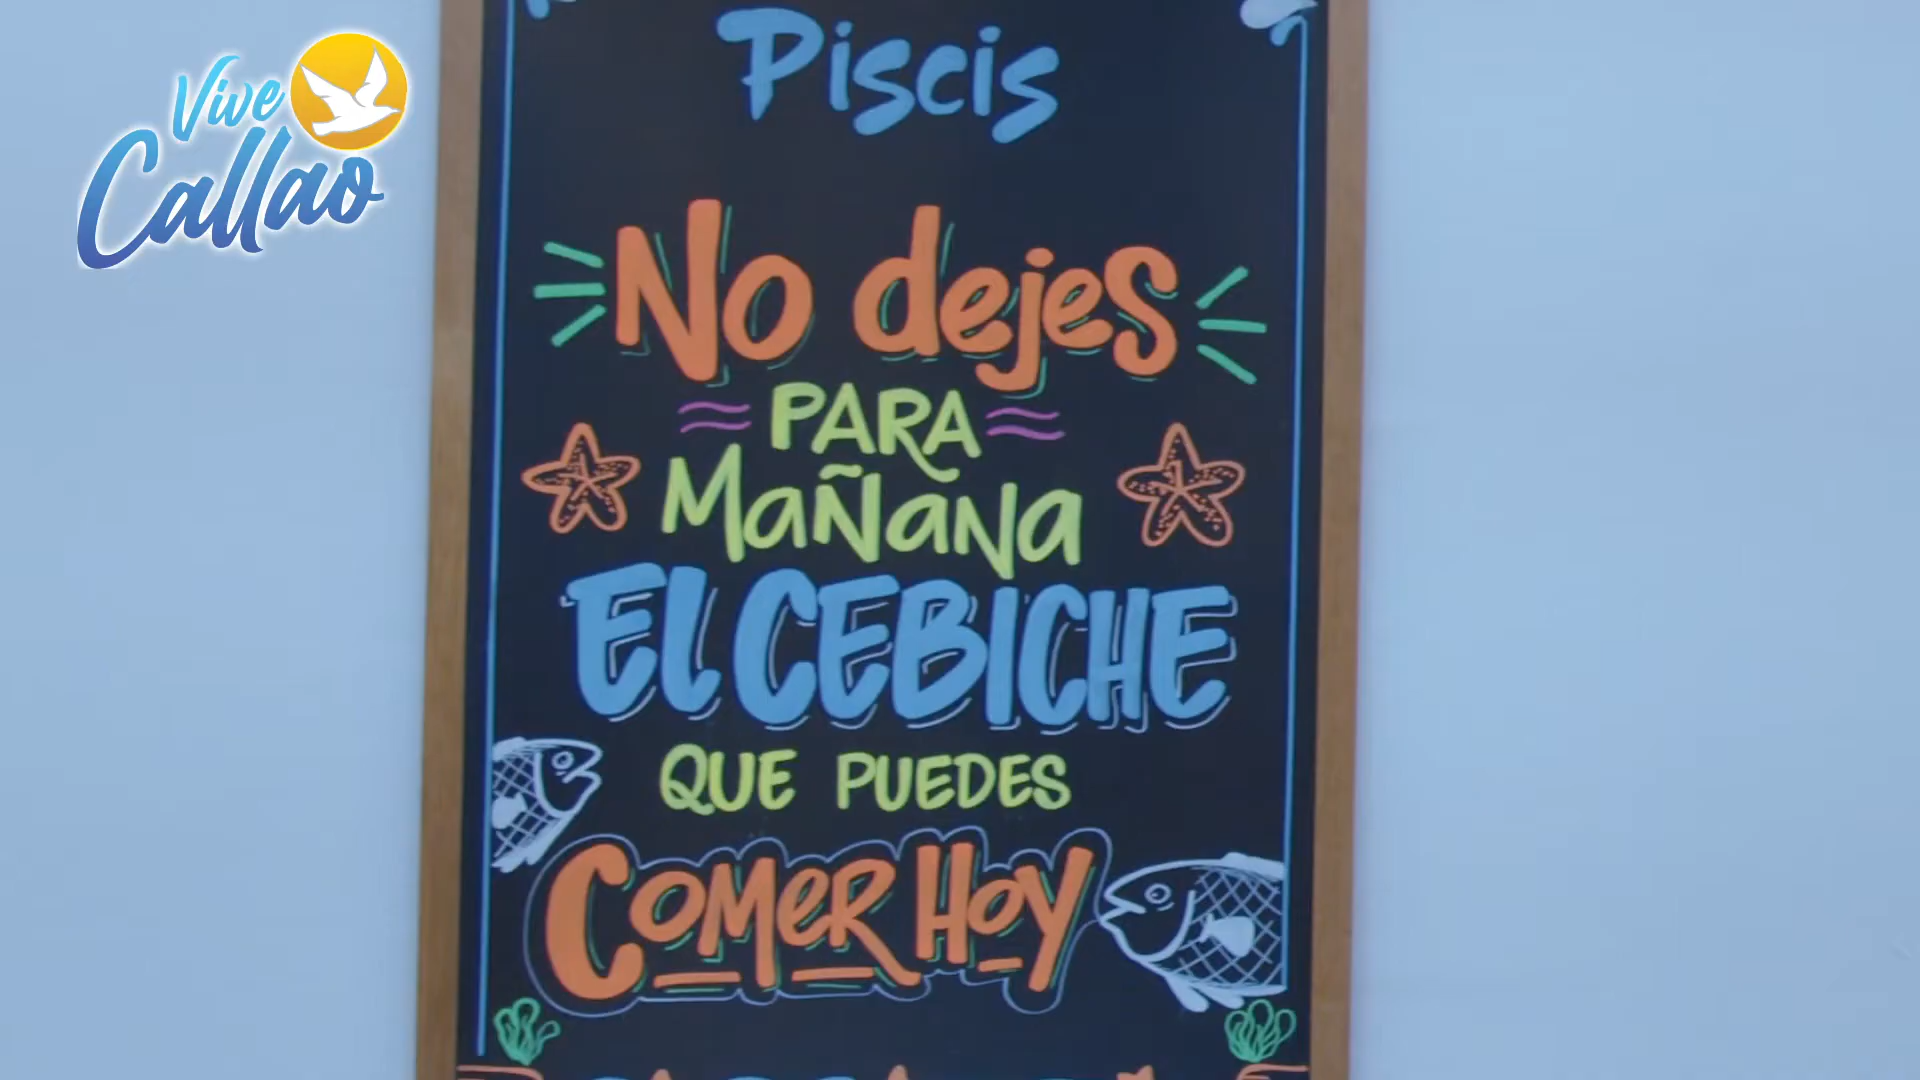 Vive
Callao
Piscis
No dejes
PARA
MAÑANA
El CEBICHE
QUE PUEDES
COMER HOY